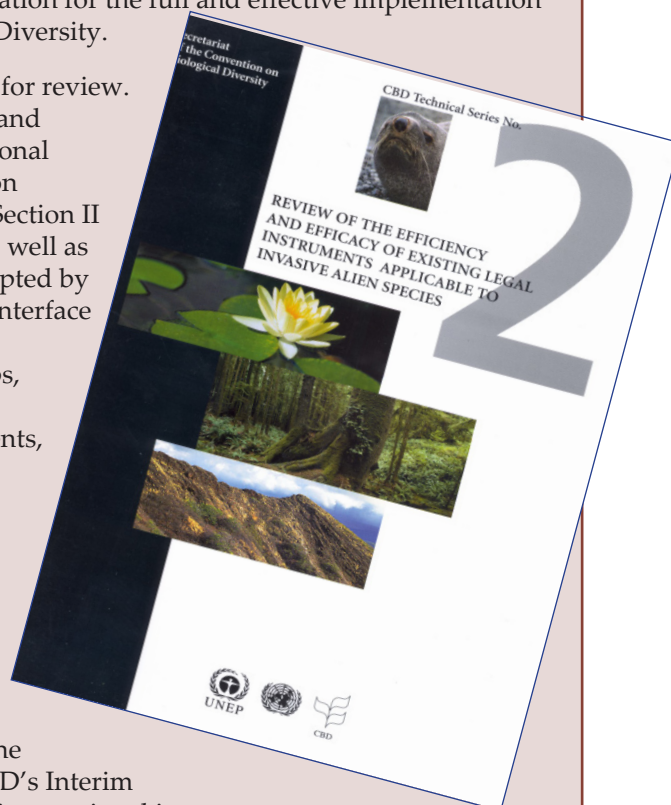 ation for the full and effective implementation
Diversity.
for review.
and
onal
on
Section II
well as
pted by
nterface
os,
nts,
ne
D's Interim
ecretariat
f the Convention on
iological Diversity
CBD Technical Series No.
2
REVIEW OF THE EFFICIENCY
AND EFFICACY OF EXISTING LEGAL
INSTRUMENTS APPLICABLE TO
INVASIVE ALIEN SPECIES
UNEP
CBD